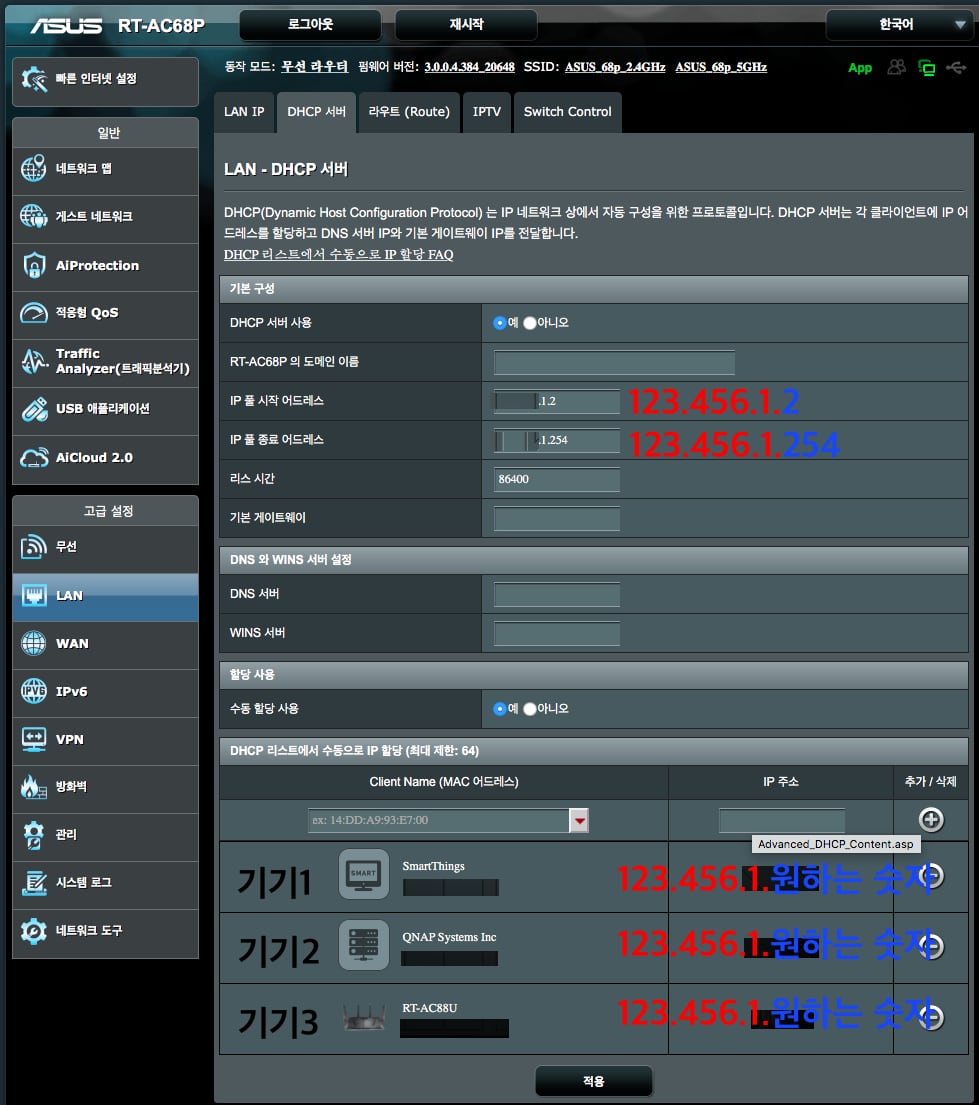 ASUS RT-AC68P 로그아웃 재시작 한국어
동작 모드: 무선 라우터 펌웨어 버전: 3.0.0.4.384_20648 SSID: ASUS_68p_2.4GHz ASUS_68p_5GHz App
빠른 인터넷 설정
일반
네트워크 맵
게스트 네트워크
AiProtection
적응형 QoS
Traffic
Analyzer(트래픽분석기)
USB 애플리케이션
AiCloud 2.0
고급 설정
무선
LAN
WAN
IPv6
VPN
방화벽
관리
시스템 로그
네트워크 도구
LAN IP DHCP 서버 라우트 (Route) IPTV Switch Control
LAN - DHCP 서버
DHCP(Dynamic Host Configuration Protocol) 는 IP 네트워크 상에서 자동 구성을 위한 프로토콜입니다. DHCP 서버는 각 클라이언트에 IP 어
드레스를 할당하고 DNS 서버 IP와 기본 게이트웨이 IP를 전달합니다.
DHCP 리스트에서 수동으로 IP 할당 FAQ
기본 구성
DHCP 서버 사용 예 아니오
RT-AC68P 의 도메인 이름
IP 풀 시작 어드레스 .1.2 123.456.1.2
IP 풀 종료 어드레스 .1.254 123.456.1.254
리스 시간 86400
기본 게이트웨이
DNS 와 WINS 서버 설정
DNS 서버
WINS 서버
할당 사용
수동 할당 사용 예 아니오
DHCP 리스트에서 수동으로 IP 할당 (최대 제한: 64)
Client Name (MAC 어드레스) IP 주소 추가 / 삭제
ex: 14:DD:A9:93:E7:00
Advanced_DHCP_Content.asp
기기1 SMART SmartThings 123.456.1.원하는 숫자
기기2 QNAP Systems Inc 123.456.1.원하는 숫자
기기3 RT-AC88U 123.456.1.원하는 숫자
적용